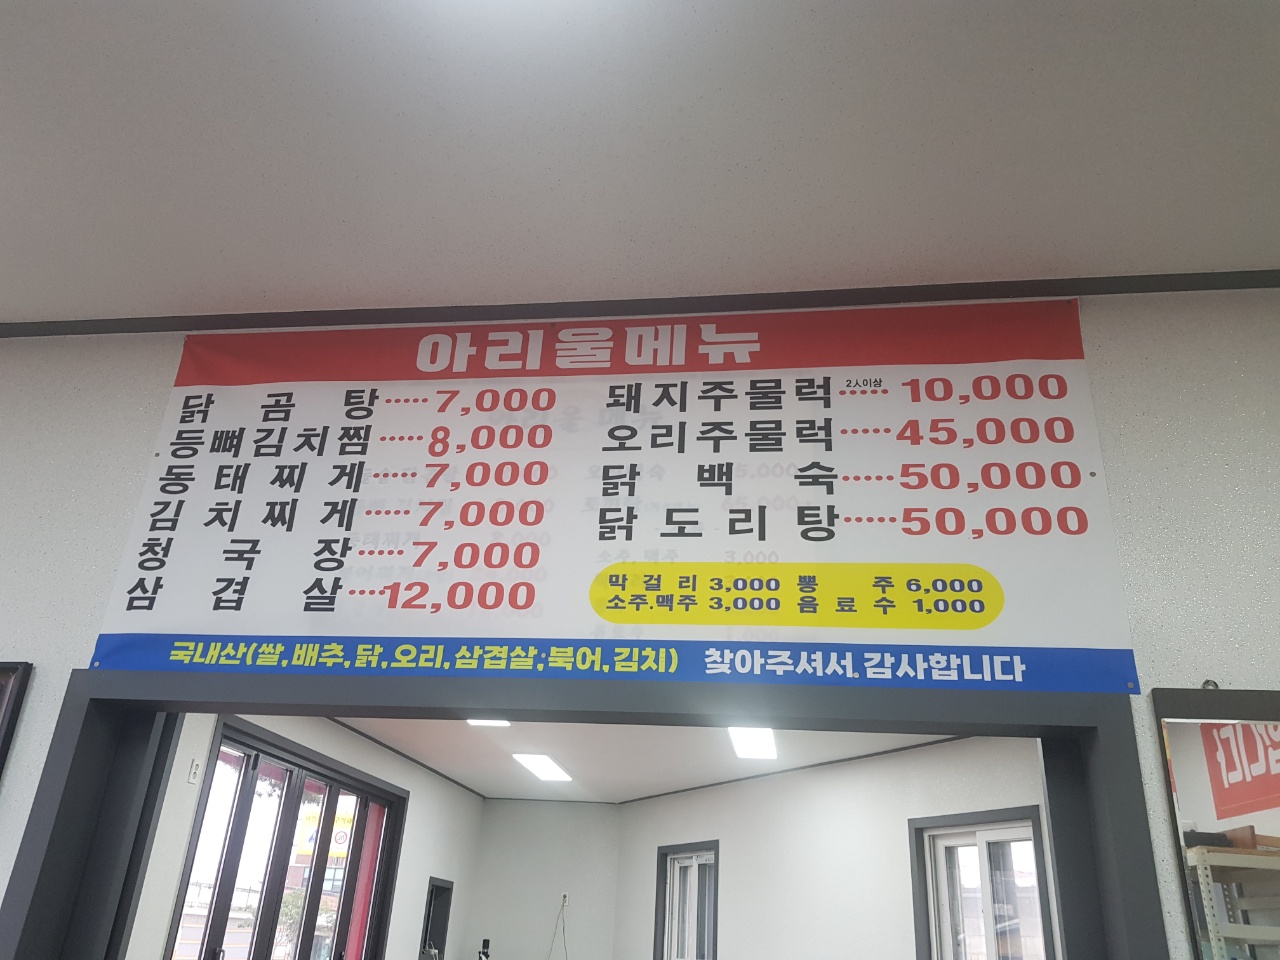 아리울메뉴
닭곰탕·····7,000
등뼈김치찜·····8,000
동태찌게·····7,000
김치찌게·····7,000
청국장·····7,000
삼겹살····12,000
돼지주물럭 2人이상·····10,000
오리주물럭·····45,000
닭백숙·····50,000
닭도리탕·····50,000
막걸리 3,000 뽕주 6,000
소주.맥주 3,000 음료수 1,000
국내산(쌀,배추,닭,오리,삼겹살;북어,김치) 찾아주셔서.감사합니다